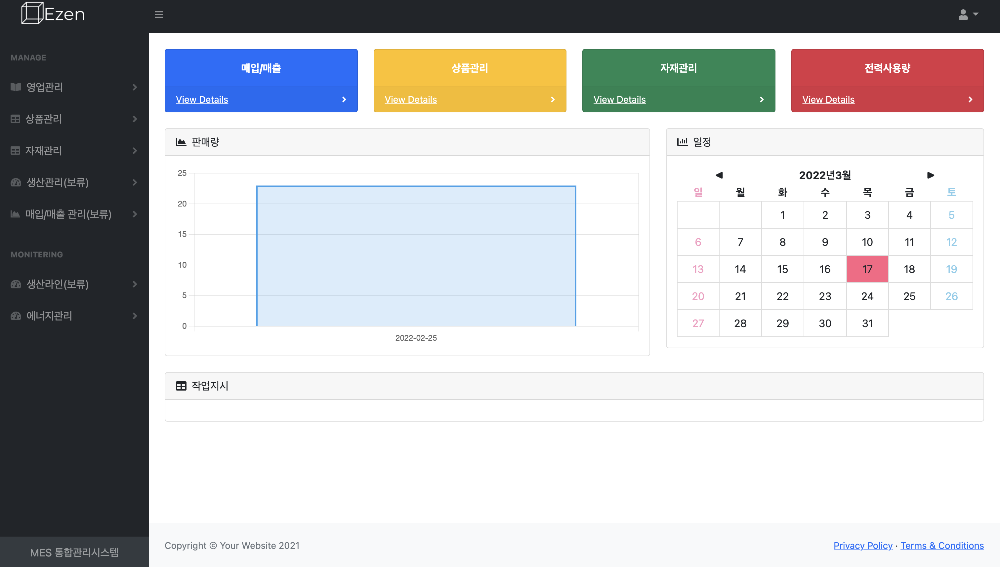 Ezen
MANAGE
영업관리
상품관리
자재관리
생산관리(보류)
매입/매출 관리(보류)
MONITERING
생산라인(보류)
에너지관리
MES 통합관리시스템
매입/매출
View Details
상품관리
View Details
자재관리
View Details
전력사용량
View Details
판매량
25
20
15
10
5
0
2022-02-25
일정
2022년3월
일 월 화 수 목 금 토
1 2 3 4 5
6 7 8 9 10 11 12
13 14 15 16 17 18 19
20 21 22 23 24 25 26
27 28 29 30 31
작업지시
Copyright © Your Website 2021
Privacy Policy · Terms & Conditions